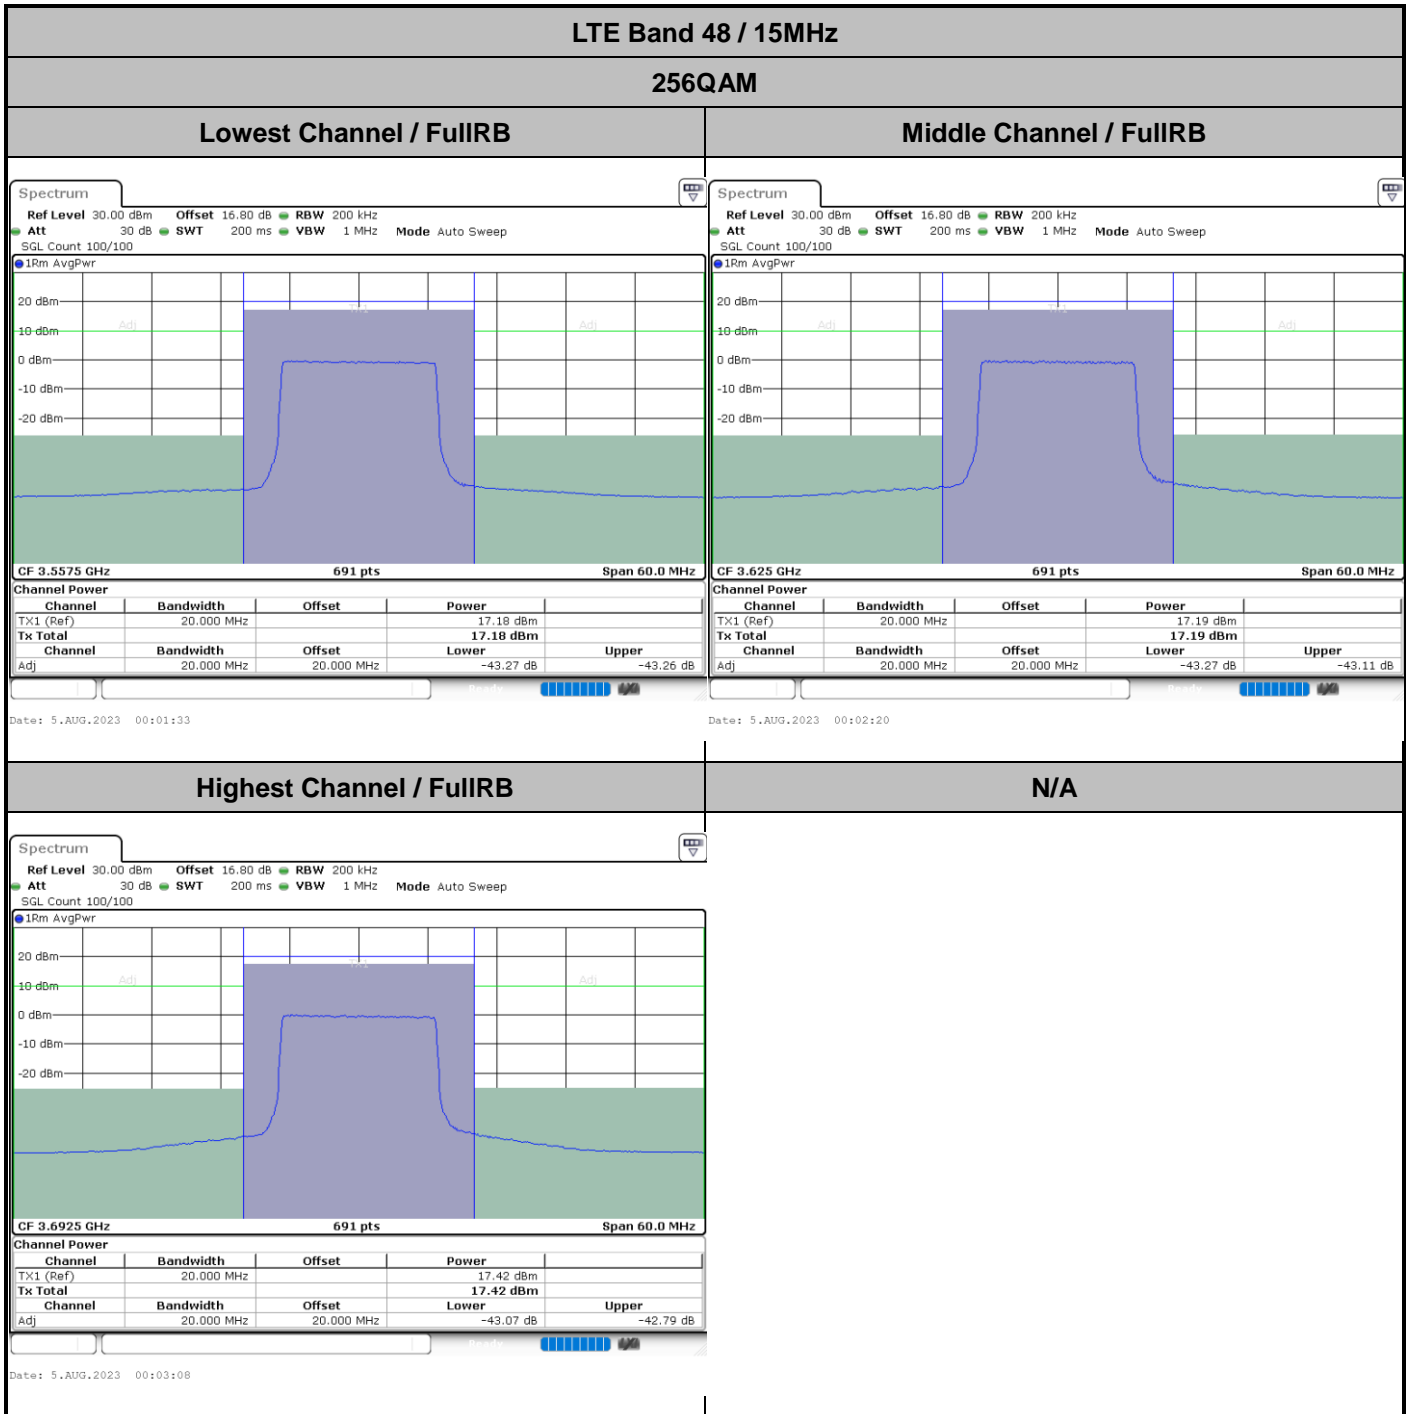 LTE Band 48 / 15MHz
256QAM
Lowest Channel / FullRB
Middle Channel / FullRB
Spectrum
Ref Level 30.00 dBm Offset 16.80 dB RBW 200 kHz
Att 30 dB SWT 200 ms VBW 1 MHz Mode Auto Sweep
SGL Count 100/100
1Rm AvgPwr
20 dBm
10 dBm
0 dBm
-10 dBm
-20 dBm
Adj
TX1
Adj
CF 3.5575 GHz 691 pts Span 60.0 MHz
Channel Power
Channel Bandwidth Offset Power
TX1 (Ref) 20.000 MHz 17.18 dBm
Tx Total 17.18 dBm
Channel Bandwidth Offset Lower Upper
Adj 20.000 MHz 20.000 MHz -43.27 dB -43.26 dB
Ready
Date: 5.AUG.2023 00:01:33
Spectrum
Ref Level 30.00 dBm Offset 16.80 dB RBW 200 kHz
Att 30 dB SWT 200 ms VBW 1 MHz Mode Auto Sweep
SGL Count 100/100
1Rm AvgPwr
20 dBm
10 dBm
0 dBm
-10 dBm
-20 dBm
Adj
TX1
Adj
CF 3.625 GHz 691 pts Span 60.0 MHz
Channel Power
Channel Bandwidth Offset Power
TX1 (Ref) 20.000 MHz 17.19 dBm
Tx Total 17.19 dBm
Channel Bandwidth Offset Lower Upper
Adj 20.000 MHz 20.000 MHz -43.27 dB -43.11 dB
Ready
Date: 5.AUG.2023 00:02:20
Highest Channel / FullRB
N/A
Spectrum
Ref Level 30.00 dBm Offset 16.80 dB RBW 200 kHz
Att 30 dB SWT 200 ms VBW 1 MHz Mode Auto Sweep
SGL Count 100/100
1Rm AvgPwr
20 dBm
10 dBm
0 dBm
-10 dBm
-20 dBm
Adj
TX1
Adj
CF 3.6925 GHz 691 pts Span 60.0 MHz
Channel Power
Channel Bandwidth Offset Power
TX1 (Ref) 20.000 MHz 17.42 dBm
Tx Total 17.42 dBm
Channel Bandwidth Offset Lower Upper
Adj 20.000 MHz 20.000 MHz -43.07 dB -42.79 dB
Ready
Date: 5.AUG.2023 00:03:08